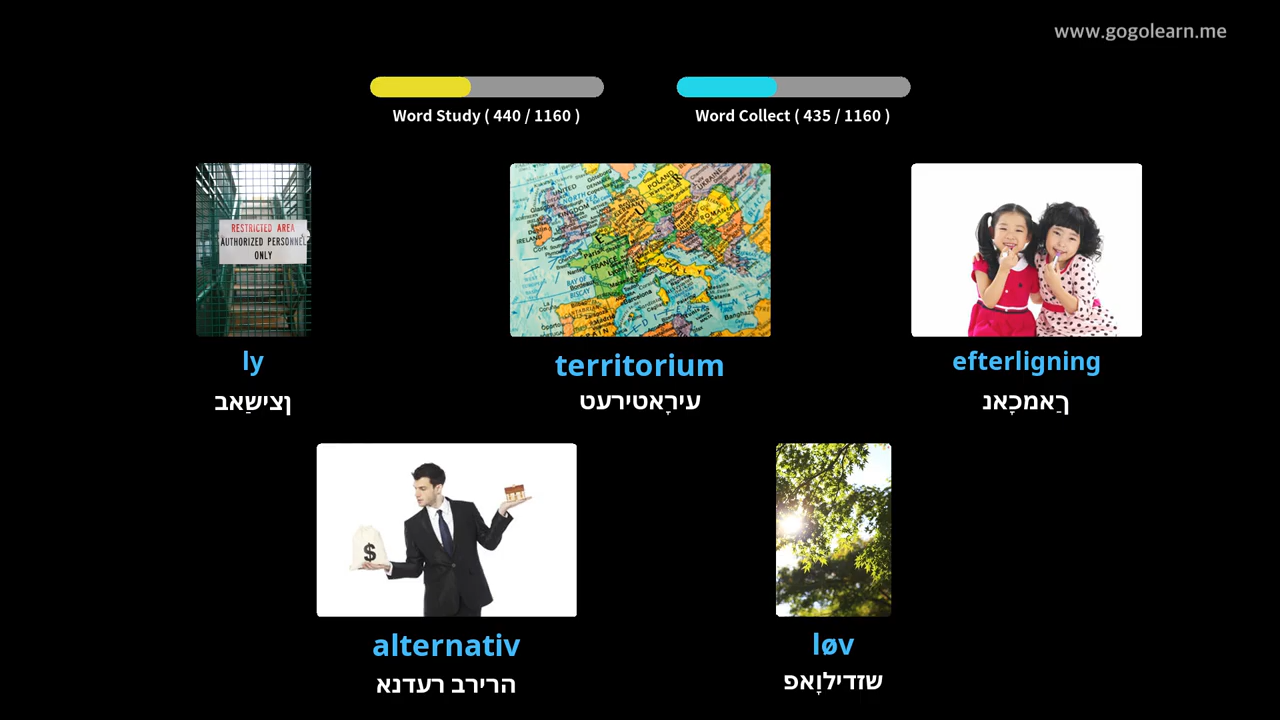 www.gogolearn.me
Word Study ( 440 / 1160 )
Word Collect ( 435 / 1160 )
RESTRICTED AREA
AUTHORIZED PERSONNEL
ONLY
ly
ןצישַאב
territorium
עירָאטירעט
efterligning
ךַאמכָאנ
$
alternativ
הרירב רעדנא
løv
שזדילוָאפ